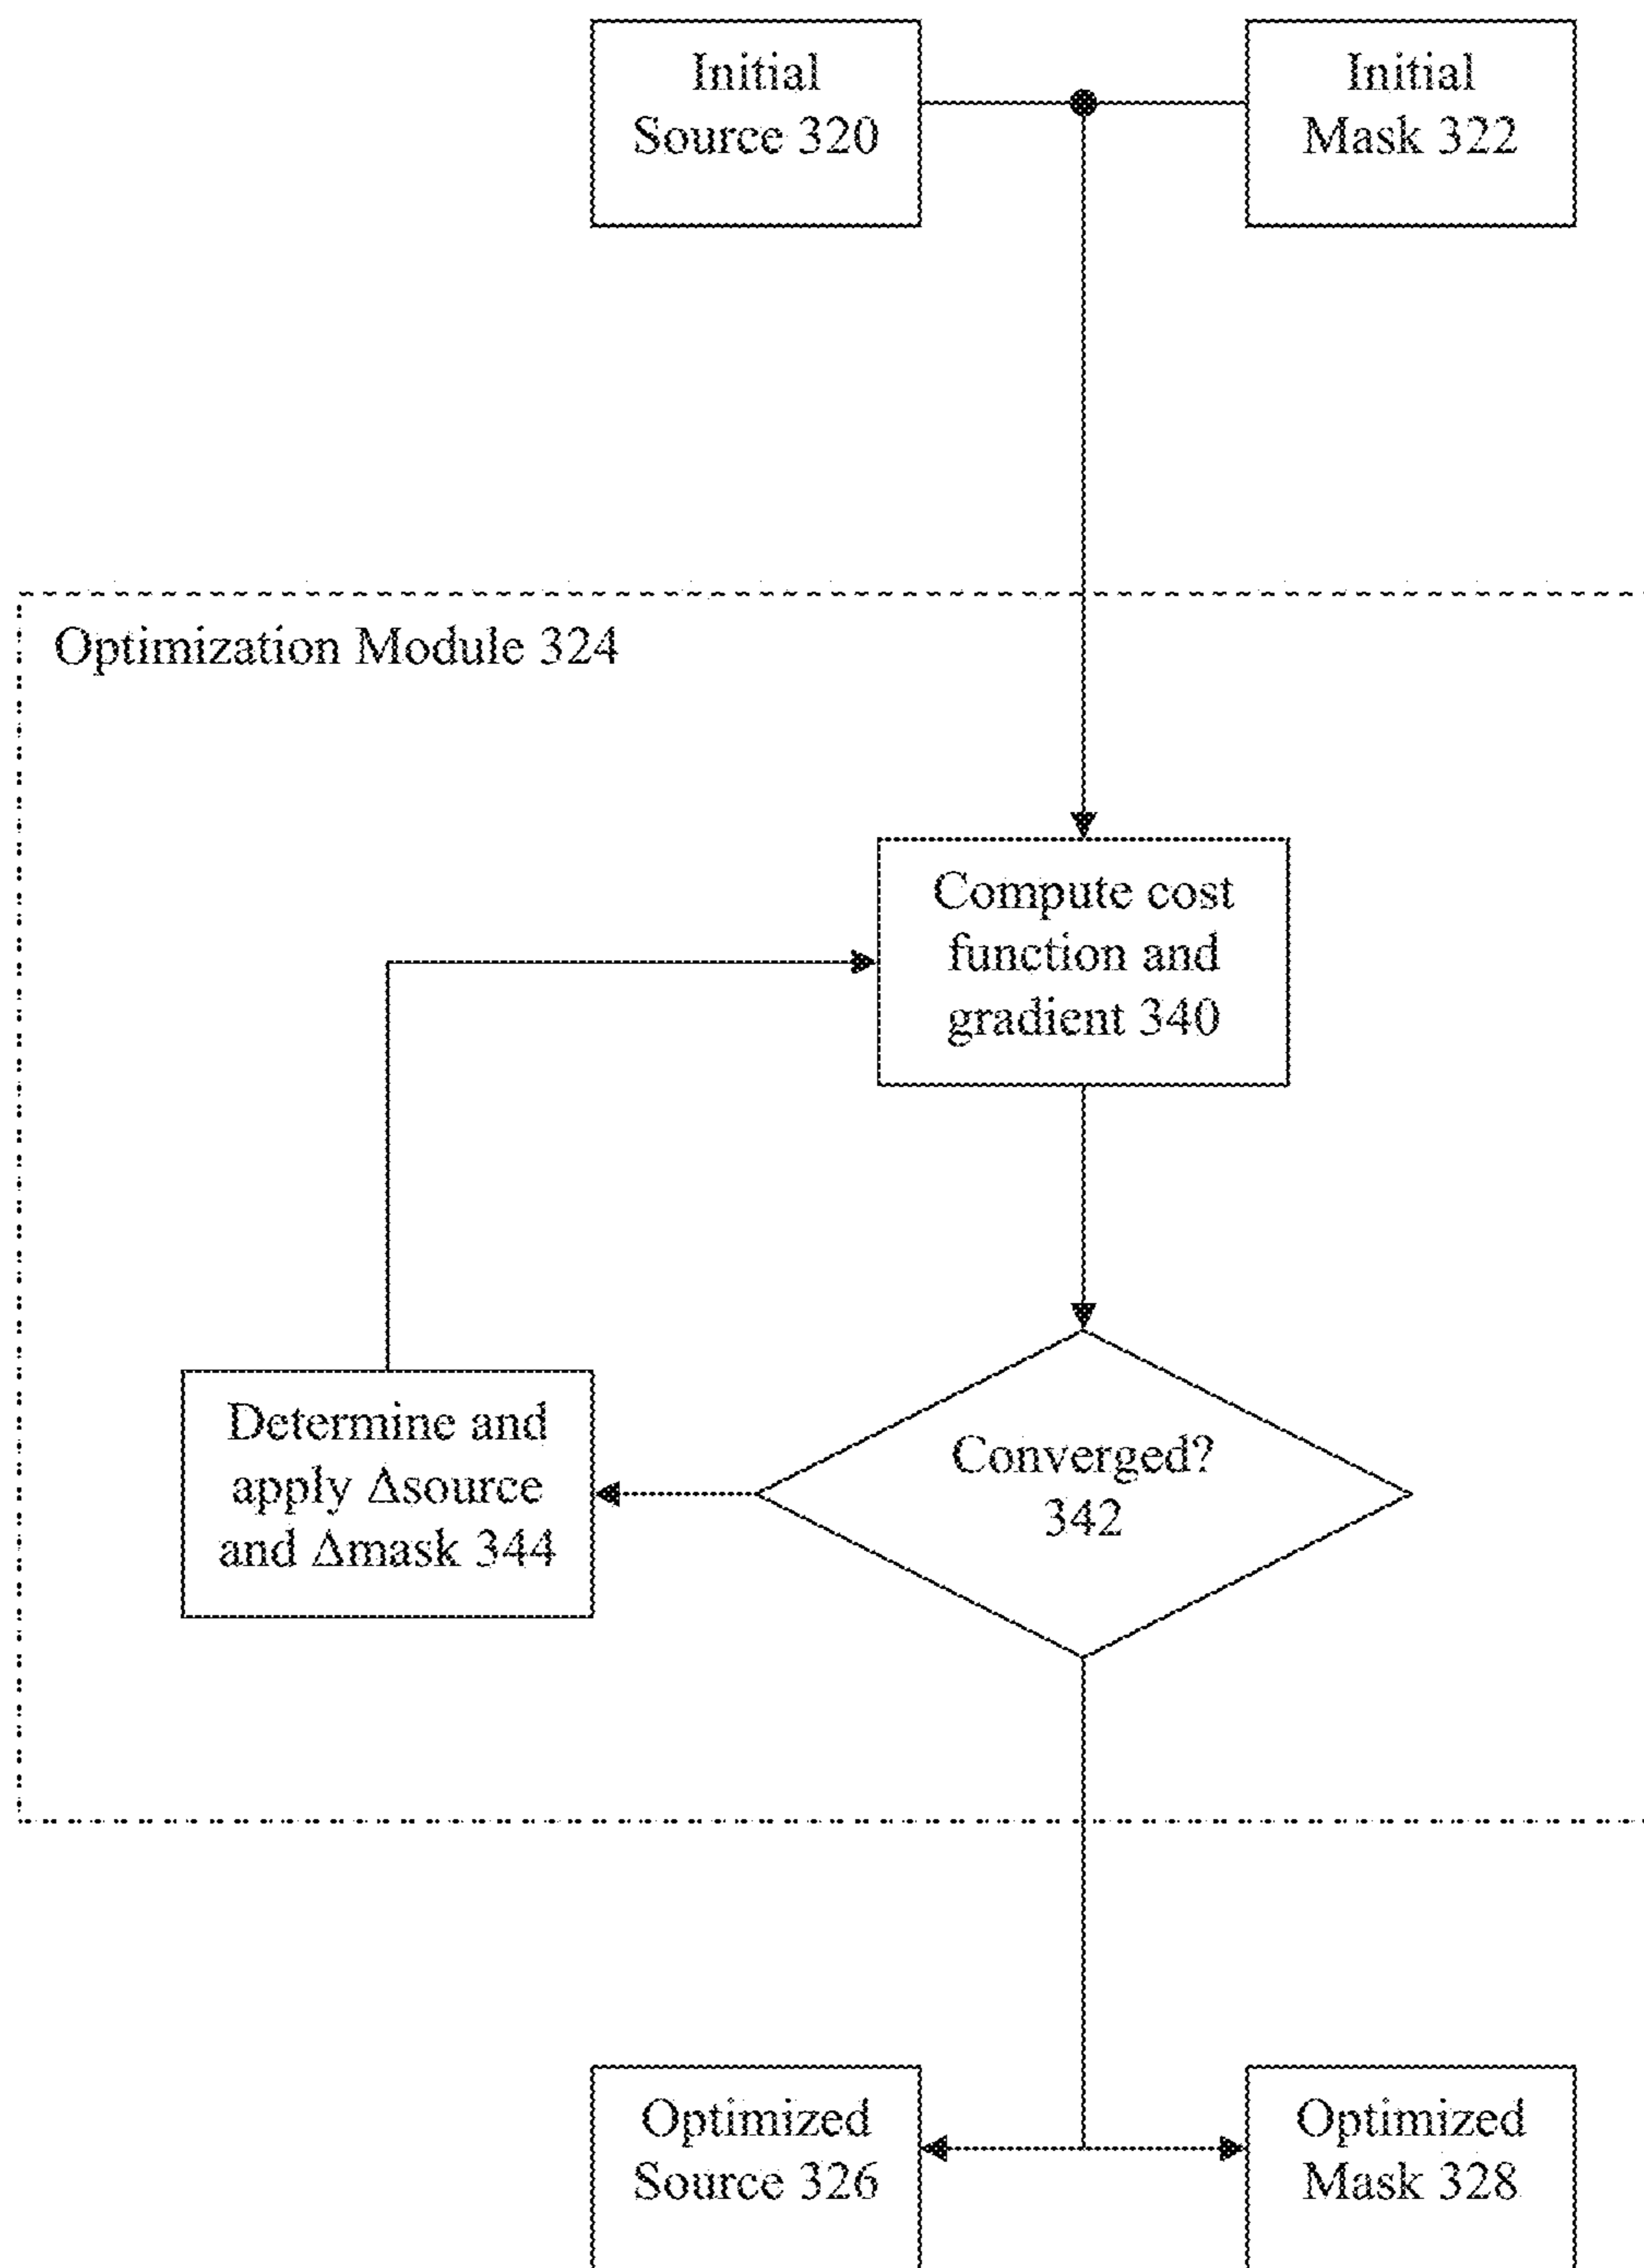 Initial
Source 320
Initial
Mask 322
Optimization Module 324
Compute cost
function and
gradient 340
Determine and
apply Δsource
and Δmask 344
Converged?
342
Optimized
Source 326
Optimized
Mask 328